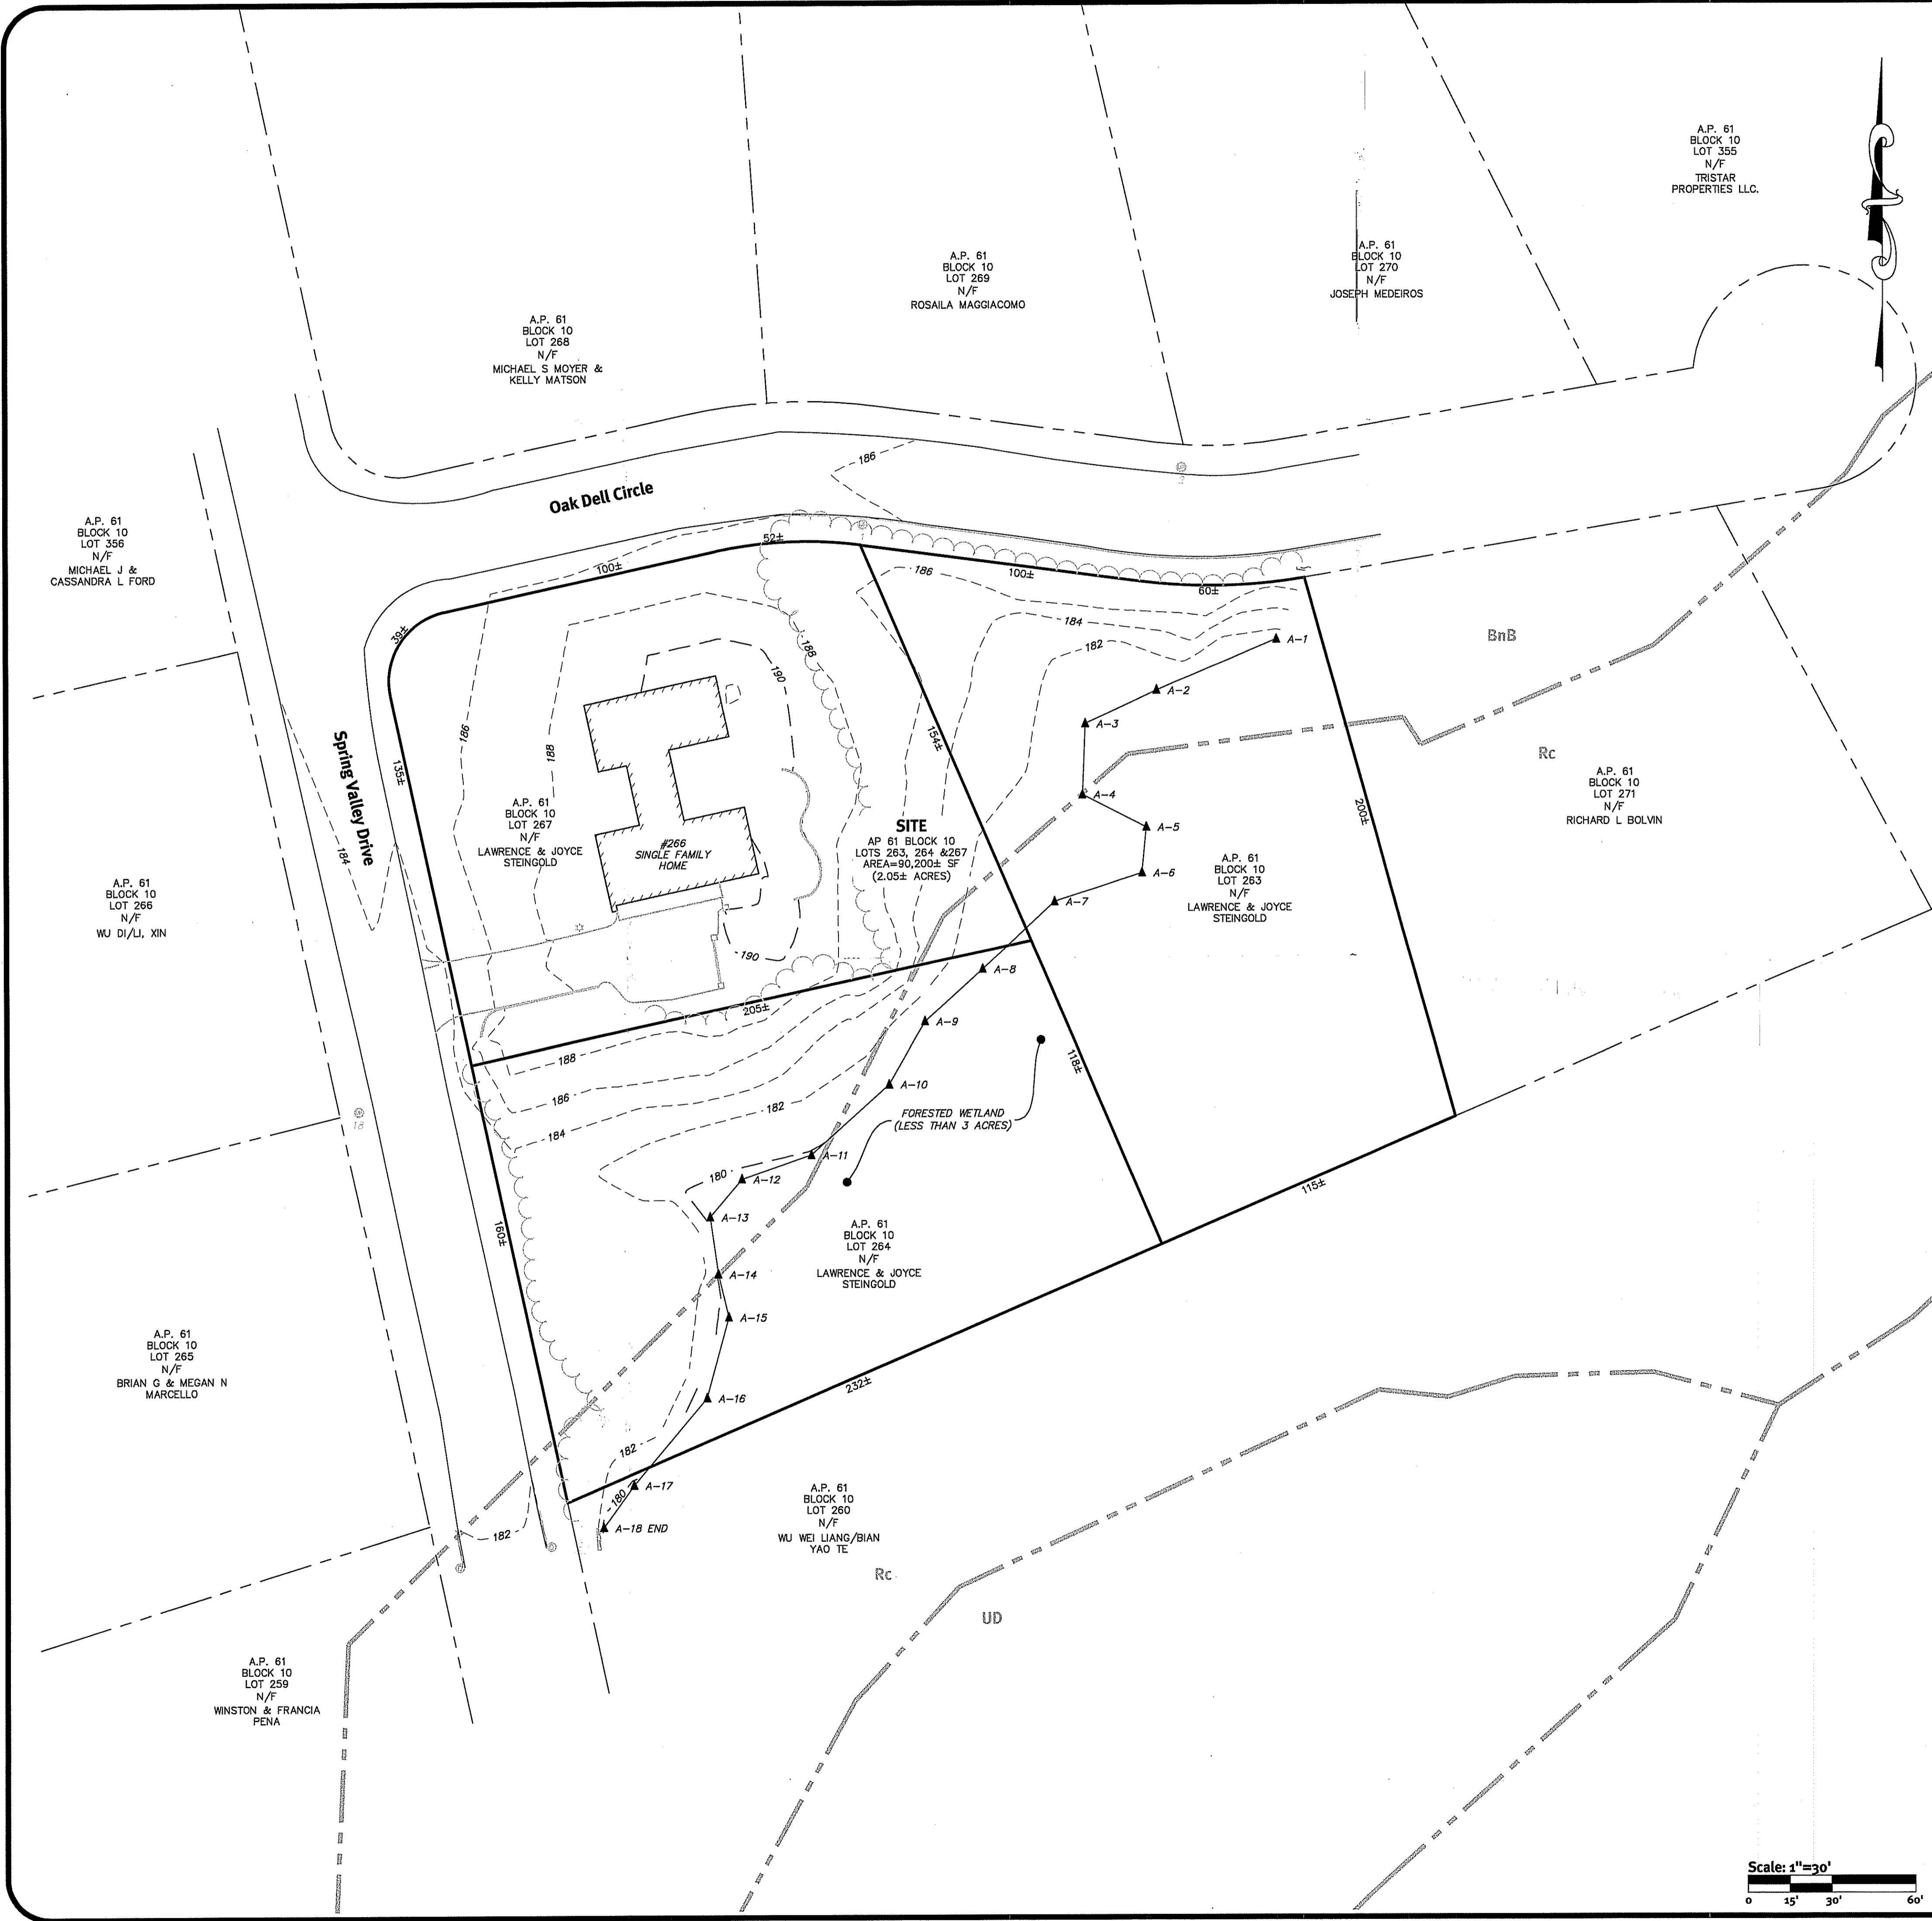 A.P. 61
BLOCK 10
LOT 355
N/F
TRISTAR
PROPERTIES LLC.
A.P. 61
BLOCK 10
LOT 270
N/F
JOSEPH MEDEIROS
A.P. 61
BLOCK 10
LOT 269
N/F
ROSAILA MAGGIACOMO
A.P. 61
BLOCK 10
LOT 268
N/F
MICHAEL S MOYER &
KELLY MATSON
186
2
Oak Dell Circle
A.P. 61
BLOCK 10
LOT 356
N/F
MICHAEL J &
CASSANDRA L FORD
52±
1
100±
186
100±
60±
39±
184
182
188
190
A-1
A-2
A-3
BnB
Rc
186
188
154±
135±
Spring Valley Drive
184
A-4
A-5
A-6
A-7
200±
A.P. 61
BLOCK 10
LOT 271
N/F
RICHARD L BOLVIN
A.P. 61
BLOCK 10
LOT 267
N/F
LAWRENCE & JOYCE
STEINGOLD
#266
SINGLE FAMILY
HOME
SITE
AP 61 BLOCK 10
LOTS 263, 264 &267
AREA=90,200± SF
(2.05± ACRES)
A.P. 61
BLOCK 10
LOT 263
N/F
LAWRENCE & JOYCE
STEINGOLD
A.P. 61
BLOCK 10
LOT 266
N/F
WU DI/LI, XIN
190
A-8
205±
A-9
188
118±
A-10
186
182
184
18
FORESTED WETLAND
(LESS THAN 3 ACRES)
A-11
180
A-12
A-13
115±
160±
A.P. 61
BLOCK 10
LOT 264
N/F
LAWRENCE & JOYCE
STEINGOLD
A-14
A-15
A.P. 61
BLOCK 10
LOT 265
N/F
BRIAN G & MEGAN N
MARCELLO
232±
A-16
182
A-17
180
A-18 END
182
A.P. 61
BLOCK 10
LOT 260
N/F
WU WEI LIANG/BIAN
YAO TE
Rc
UD
A.P. 61
BLOCK 10
LOT 259
N/F
WINSTON & FRANCIA
PENA
Scale: 1"=30'
0 15' 30' 60'